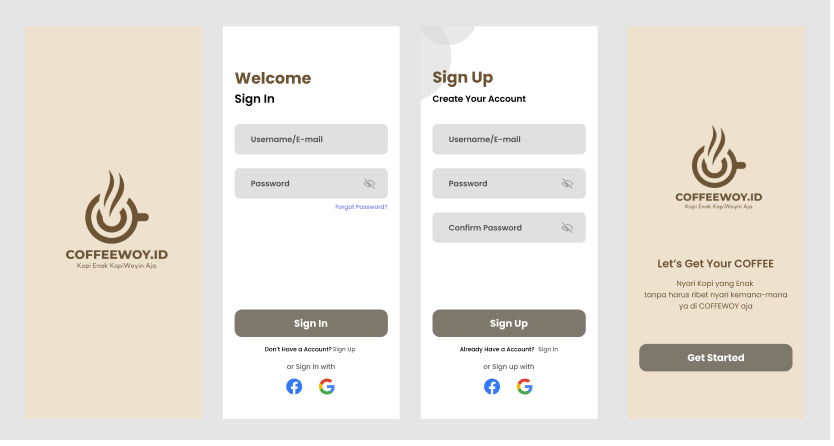 COFFEEWOY.ID
Kopi Enak KopiWoyin Aja
Welcome
Sign In
Username/E-mail
Password
Forgot Password?
Sign In
Don't Have a Account? Sign Up
or Sign In with
Sign Up
Create Your Account
Username/E-mail
Password
Confirm Password
Sign Up
Already Have a Account? Sign In
or Sign up with
COFFEEWOY.ID
Kopi Enak KopiWoyin Aja
Let's Get Your COFFEE
Nyari Kopi yang Enak
tanpa harus ribet nyari kemana-mana
ya di COFFEWOY aja
Get Started